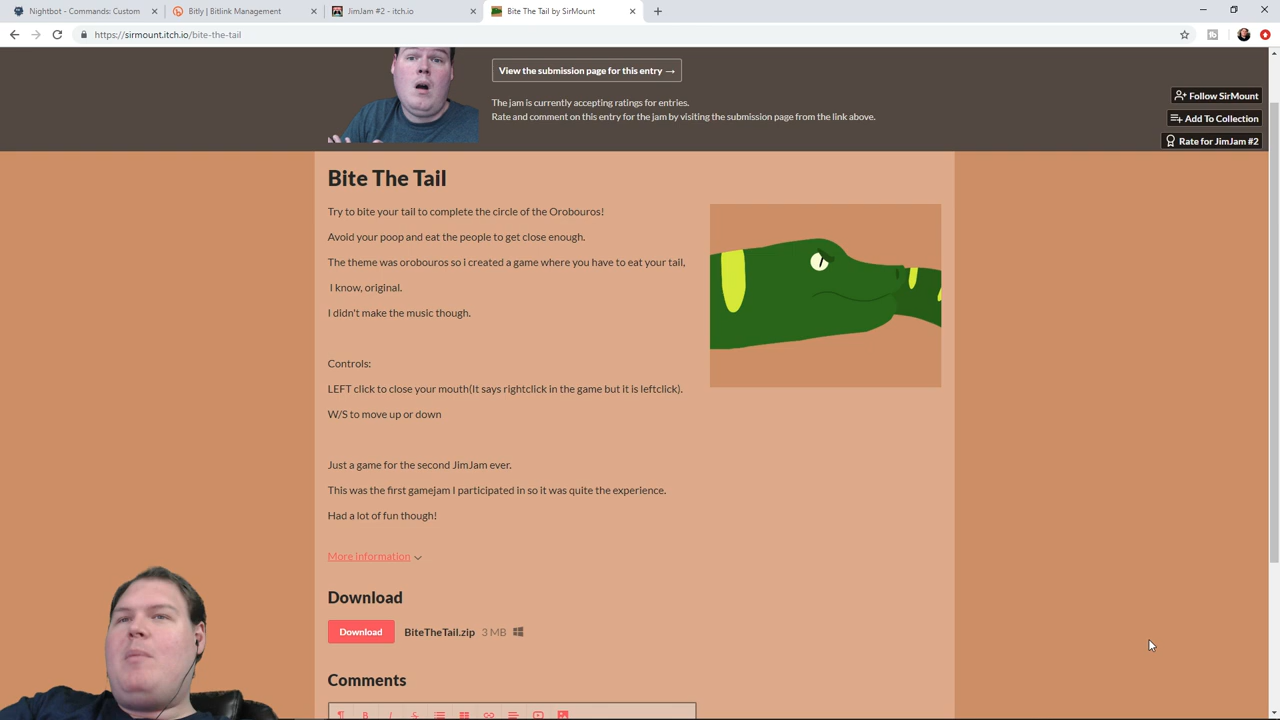 Nightbot - Commands: Custom
Bitly | Bitlink Management
JimJam #2 - itch.io
Bite The Tail by SirMount
https://sirmount.itch.io/bite-the-tail
View the submission page for this entry →
The jam is currently accepting ratings for entries.
Rate and comment on this entry for the jam by visiting the submission page from the link above.
Follow SirMount
Add To Collection
Rate for JimJam #2
Bite The Tail
Try to bite your tail to complete the circle of the Orobouros!
Avoid your poop and eat the people to get close enough.
The theme was orobouros so i created a game where you have to eat your tail,
I know, original.
I didn't make the music though.
Controls:
LEFT click to close your mouth(It says rightclick in the game but it is leftclick).
W/S to move up or down
Just a game for the second JimJam ever.
This was the first gamejam I participated in so it was quite the experience.
Had a lot of fun though!
More information
Download
Download BiteTheTail.zip 3 MB
Comments